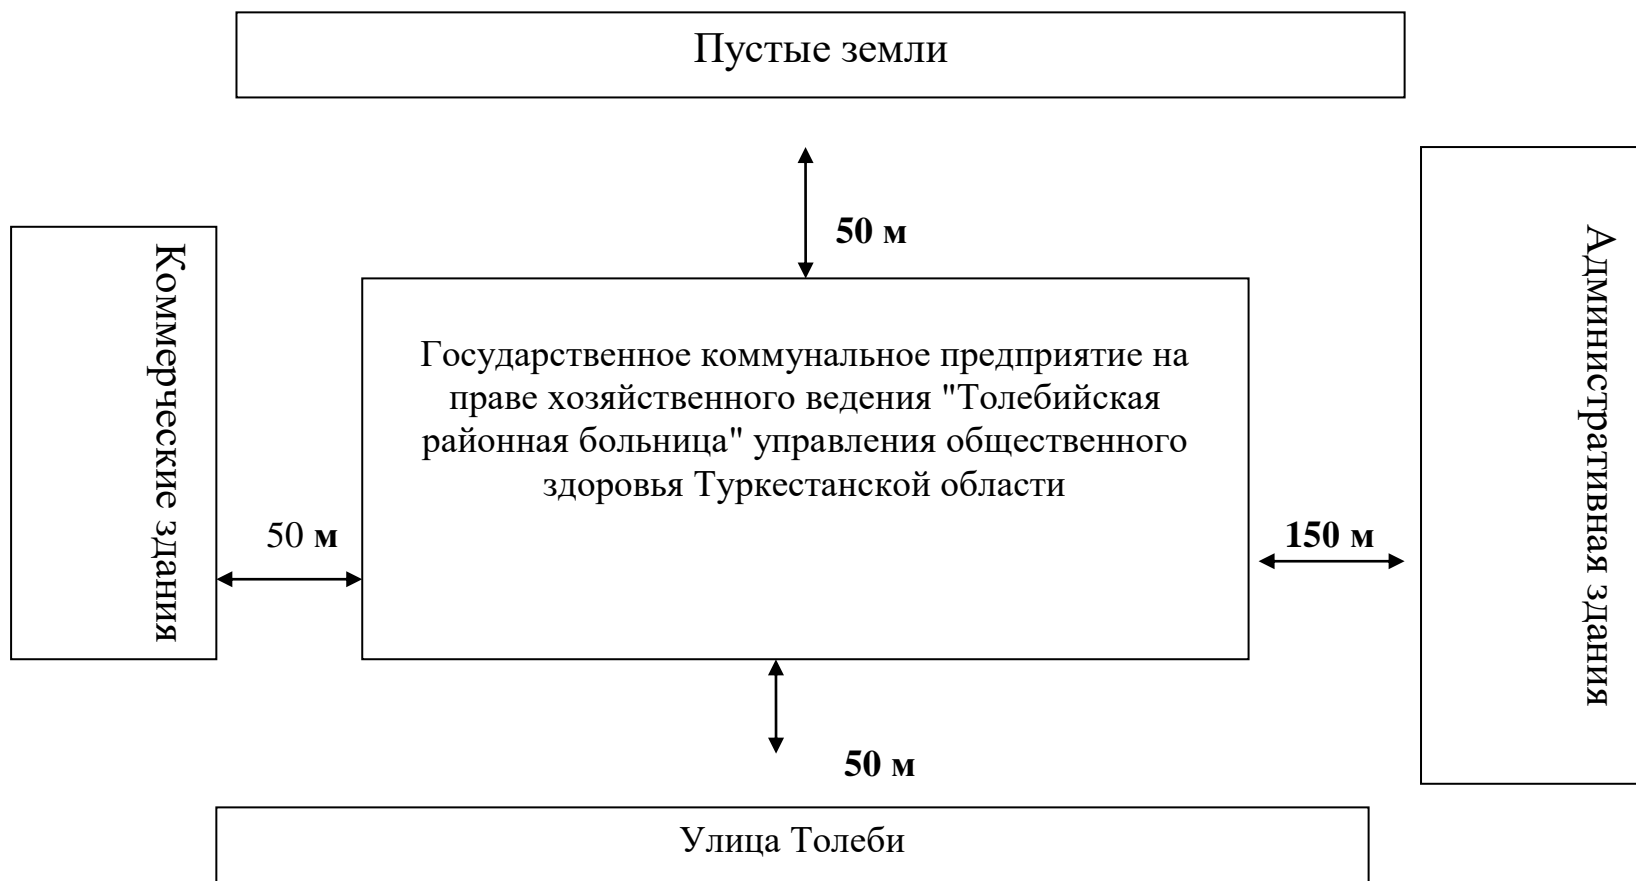 Пустые земли
50 м
Коммерческие здания
Государственное коммунальное предприятие на
праве хозяйственного ведения "Толебийская
районная больница" управления общественного
здоровья Туркестанской области
Административная здания
50 м
150 м
50 м
Улица Толеби